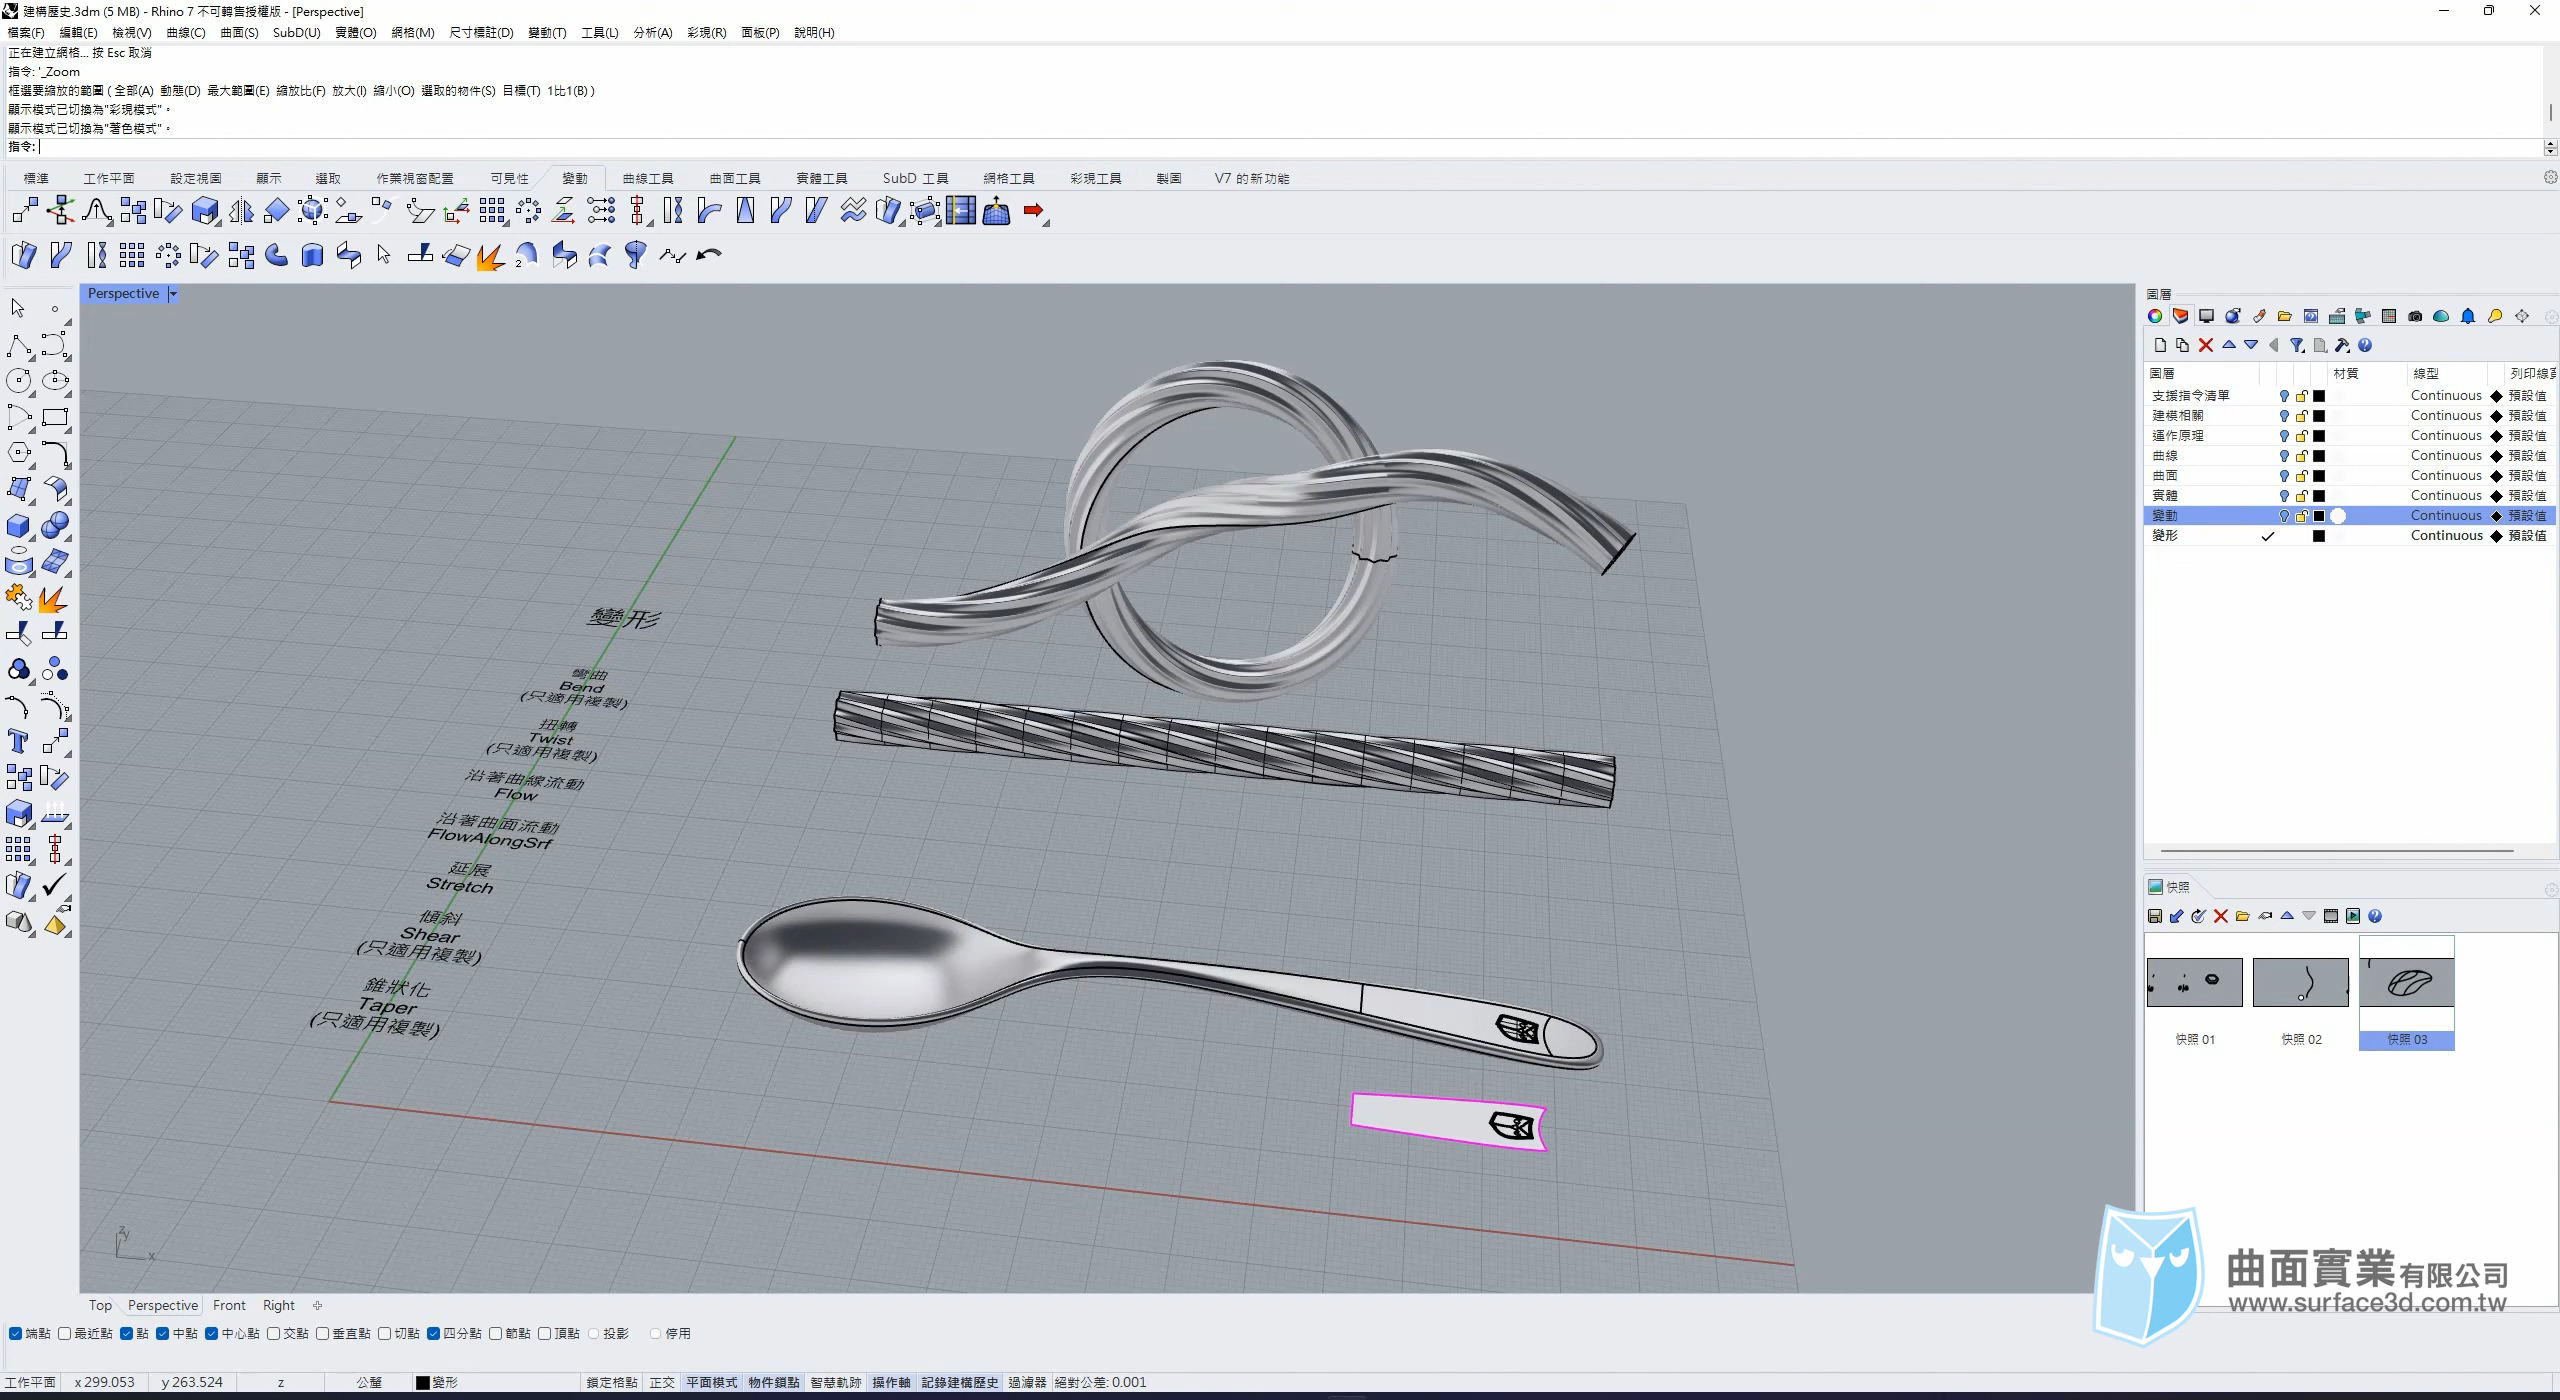 建構歷史.3dm (5 MB) - Rhino 7 不可轉售授權版 - [Perspective]
檔案(F) 編輯(E) 檢視(V) 曲線(C) 曲面(S) SubD(U) 實體(O) 網格(M) 尺寸標註(D) 變動(T) 工具(L) 分析(A) 彩現(R) 面板(P) 說明(H)
正在建立網格... 按 Esc 取消
指令: '_Zoom
框選要縮放的範圍 ( 全部(A) 動態(D) 最大範圍(E) 縮放比(F) 放大(I) 縮小(O) 選取的物件(S) 目標(T) 1比1(B) )
顯示模式已切換為"彩現模式"。
顯示模式已切換為"著色模式"。
指令:
標準 工作平面 設定視圖 顯示 選取 作業視窗配置 可見性 變動 曲線工具 曲面工具 實體工具 SubD 工具 網格工具 彩現工具 製圖 V7 的新功能
Perspective
變形
彎曲
Bend
(只適用複製)
扭轉
Twist
(只適用複製)
沿著曲線流動
Flow
沿著曲面流動
FlowAlongSrf
延展
Stretch
傾斜
Shear
(只適用複製)
錐狀化
Taper
(只適用複製)
z
y
x
圖層
圖層 材質 線型 列印線
支援指令清單 Continuous 預設值
建模相關 Continuous 預設值
運作原理 Continuous 預設值
曲線 Continuous 預設值
曲面 Continuous 預設值
實體 Continuous 預設值
變動 Continuous 預設值
變形 Continuous 預設值
快照
快照 01 快照 02 快照 03
曲面實業有限公司
www.surface3d.com.tw
Top Perspective Front Right
端點 最近點 點 中點 中心點 交點 垂直點 切點 四分點 節點 頂點 投影 停用
工作平面 x 299.053 y 263.524 z 公釐 變形 鎖定格點 正交 平面模式 物件鎖點 智慧軌跡 操作軸 記錄建構歷史 過濾器 絕對公差: 0.001